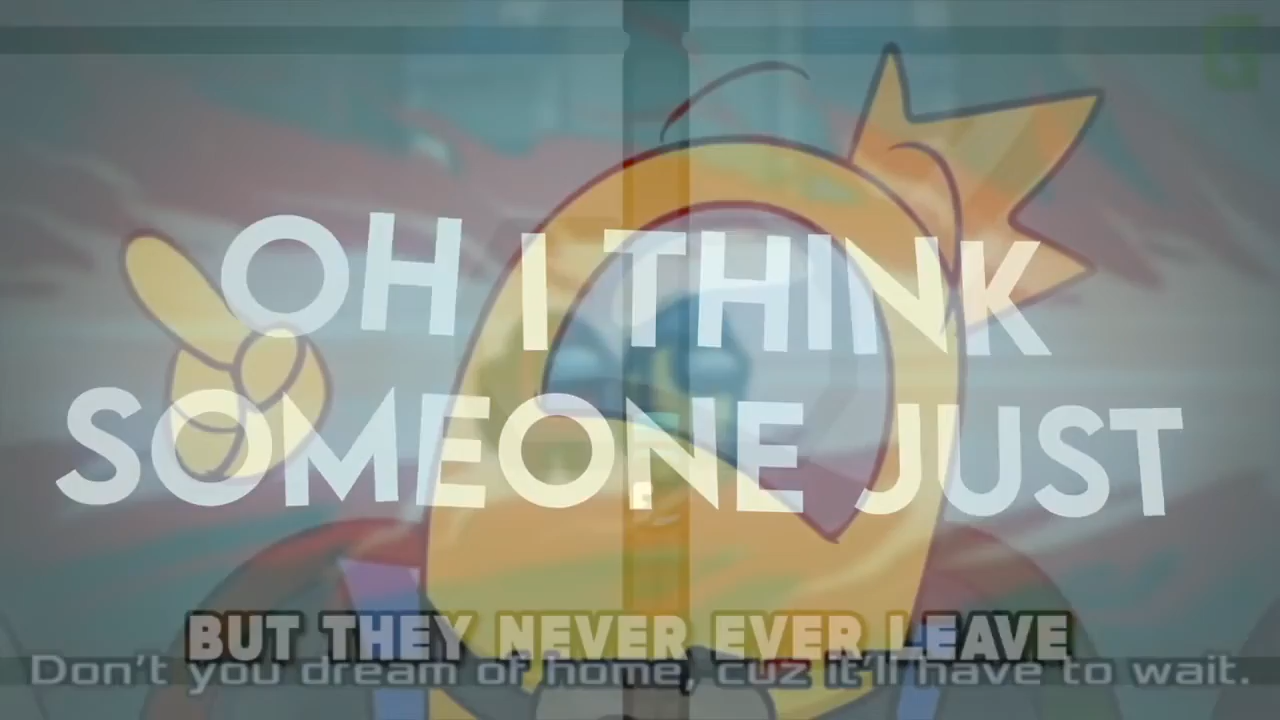 OH I THINK
SOMEONE JUST
BUT THEY NEVER EVER LEAVE
Don't you dream of home, cuz it'll have to wait.